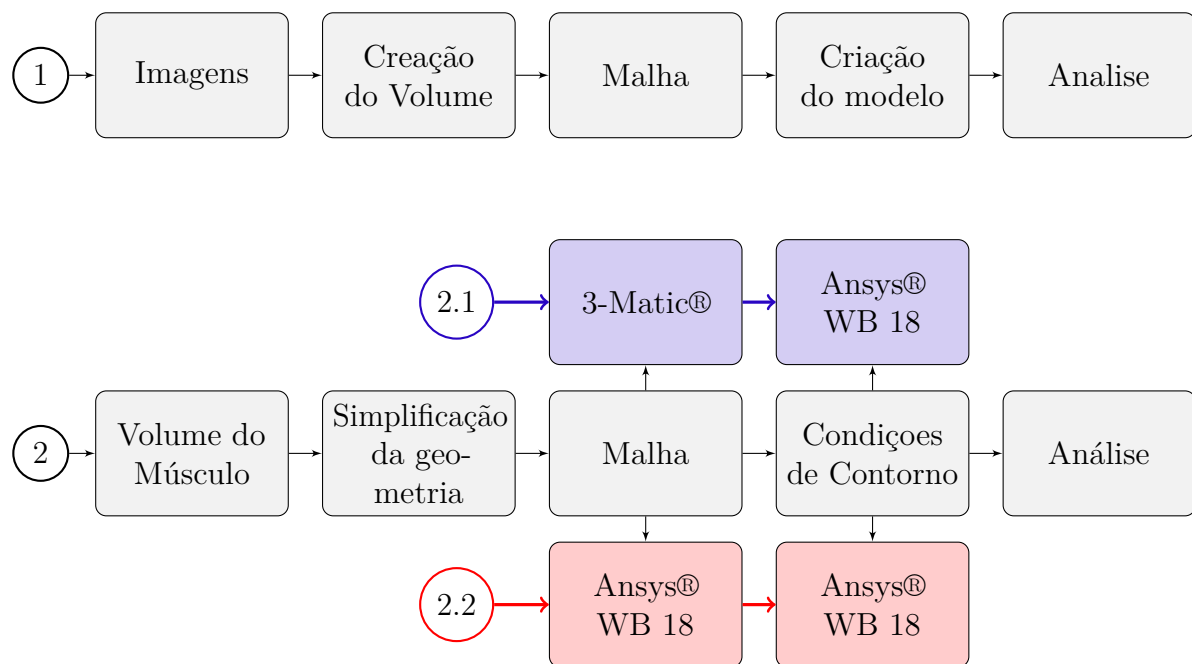 1
Imagens
Creação
do Volume
Malha
Criação
do modelo
Analise
2.1
3-Matic®
Ansys®
WB 18
2
Volume do
Músculo
Simplificação
da geo-
metria
Malha
Condiçoes
de Contorno
Análise
2.2
Ansys®
WB 18
Ansys®
WB 18